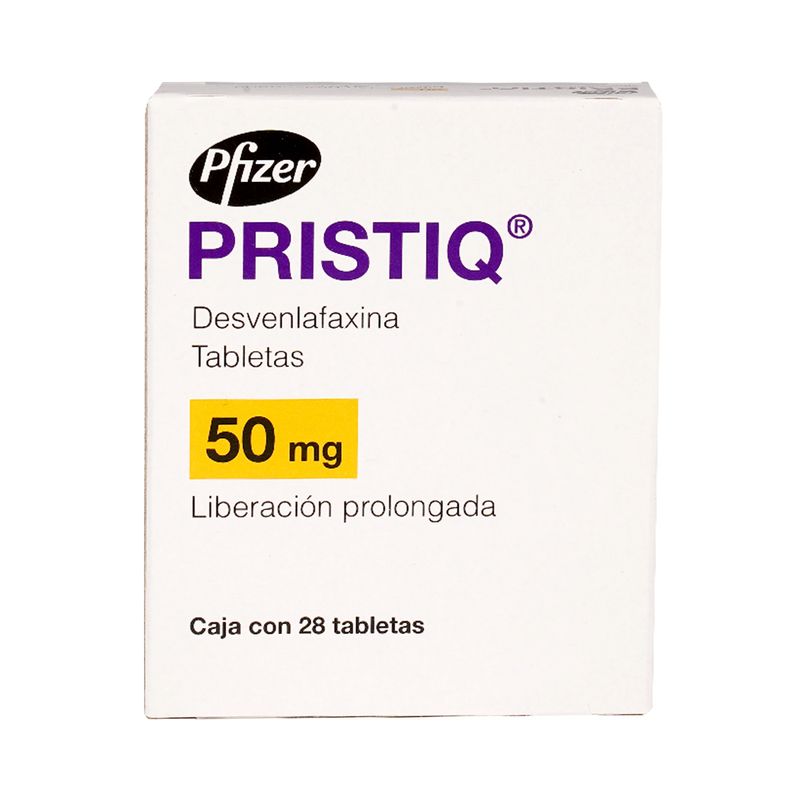 Pfizer
PRISTIQ®
Desvenlafaxina
Tabletas
50 mg
Liberación prolongada
Caja con 28 tabletas